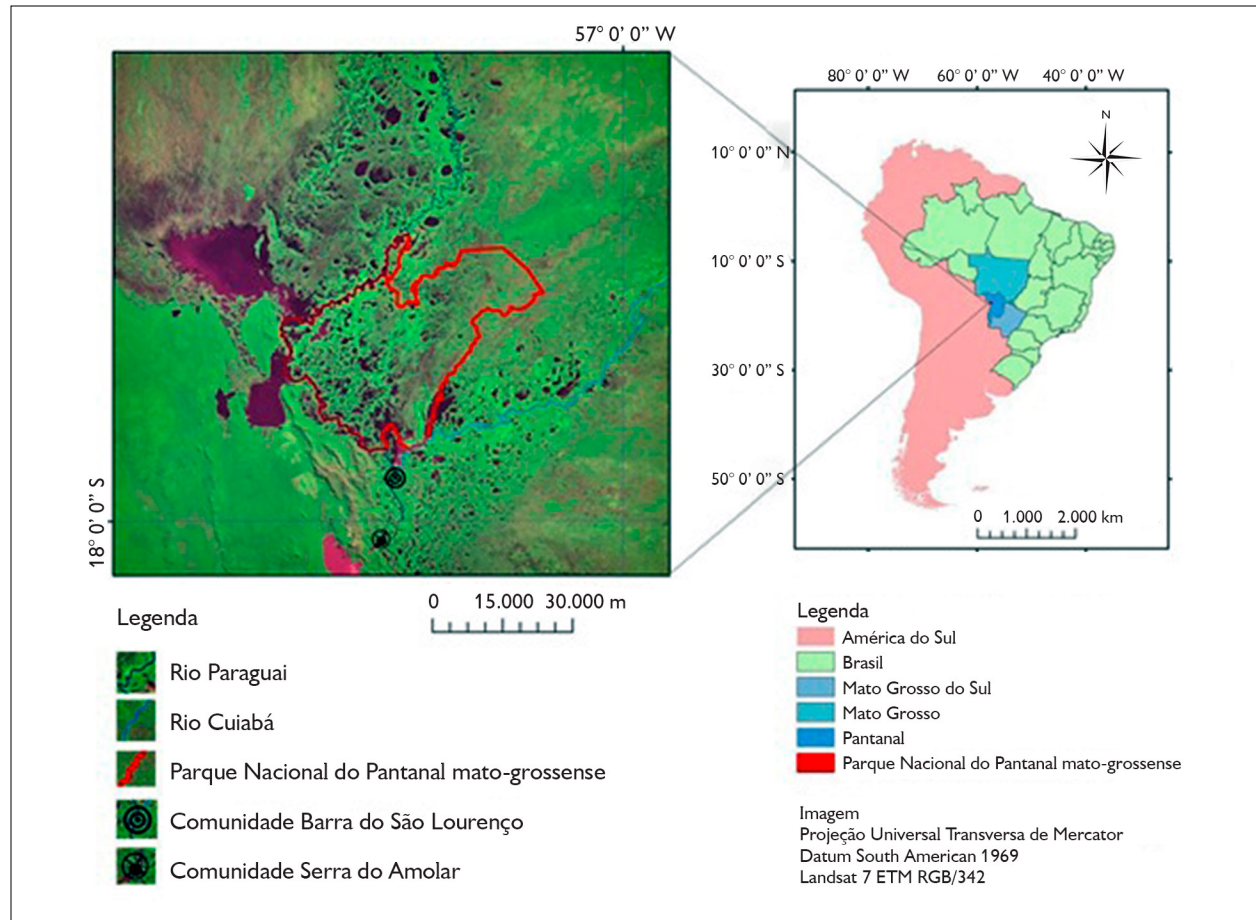 57° 0’ 0” W
18° 0’ 0” S
0 15.000 30.000 m
Legenda
Rio Paraguai
Rio Cuiabá
Parque Nacional do Pantanal mato-grossense
Comunidade Barra do São Lourenço
Comunidade Serra do Amolar
80° 0’ 0” W 60° 0’ 0” W 40° 0’ 0” W
N
10° 0’ 0” N
10° 0’ 0” S
30° 0’ 0” S
50° 0’ 0” S
0 1.000 2.000 km
Legenda
América do Sul
Brasil
Mato Grosso do Sul
Mato Grosso
Pantanal
Parque Nacional do Pantanal mato-grossense
Imagem
Projeção Universal Transversa de Mercator
Datum South American 1969
Landsat 7 ETM RGB/342